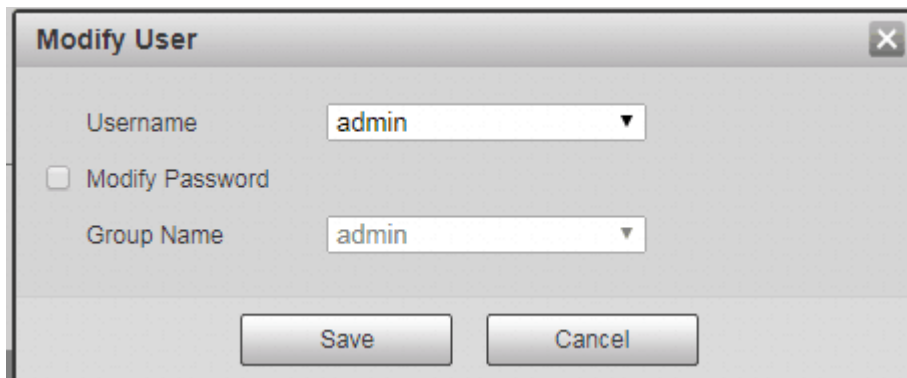 Modify User
Username admin
Modify Password
Group Name admin
Save Cancel